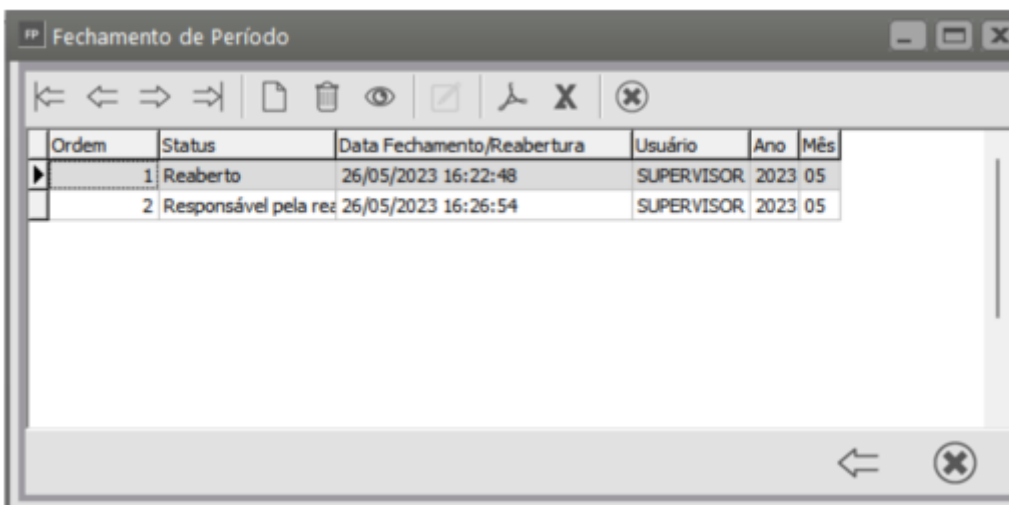 FP Fechamento de Período
X
Ordem Status Data Fechamento/Reabertura Usuário Ano Mês
1 Reaberto 26/05/2023 16:22:48 SUPERVISOR 2023 05
2 Responsável pela rea 26/05/2023 16:26:54 SUPERVISOR 2023 05